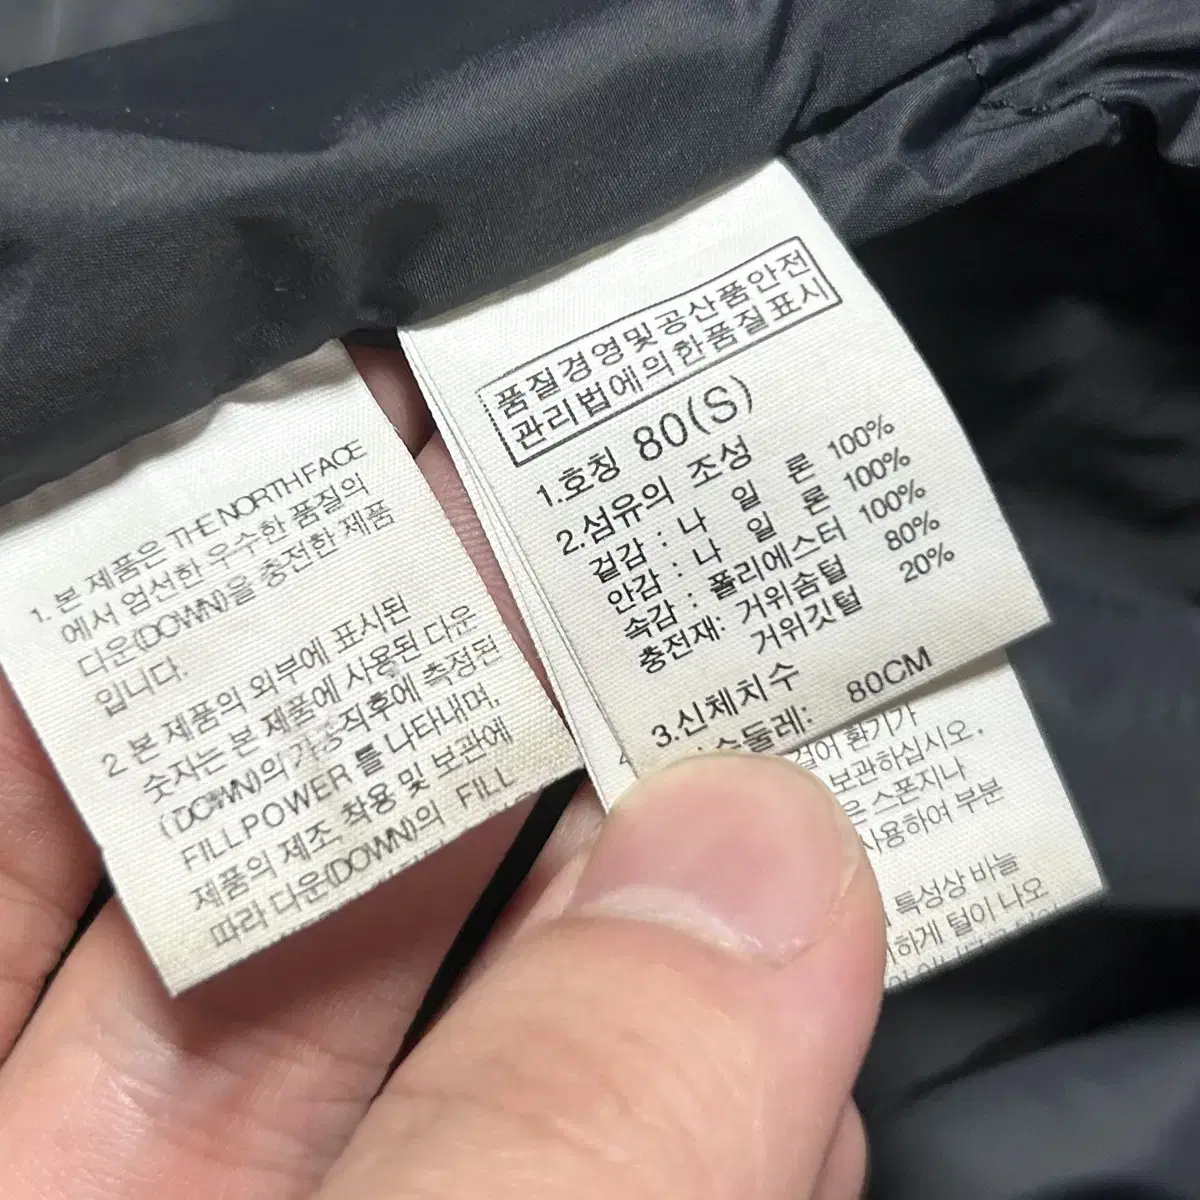 1. 본 제품은 THE NORTH FACE
에서 엄선한 우수한 품질의
다운(DOWN)을 충전한 제품
입니다.
2 본 제품의 외부에 표시된
숫자는 본 제품에 사용된 다운
(DOWN)의 가공직후에 측정된
FILLPOWER 를 나타내며,
제품의 제조, 착용 및 보관에
따라 다운(DOWN)의 FILL
품질경영및공산품안전
관리법에의한품질표시
1.호칭 80(S)
2.섬유의 조성
겉감 : 나 일 론 100%
안감 : 나 일 론 100%
속감 : 폴리에스터 100%
충전재: 거위솜털 80%
거위깃털 20%
3.신체치수
둘레: 80CM
걸어 환기가
보관하십시오.
스폰지나
사용하여 부분
특성상 바늘
하게 털이 나오